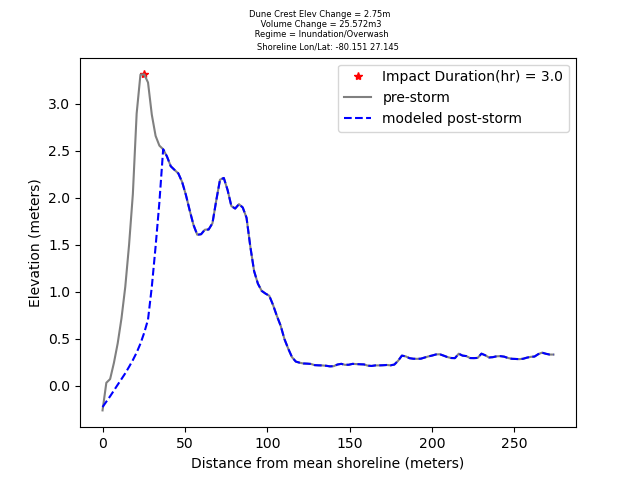 Dune Crest Elev Change = 2.75m
Volume Change = 25.572m3
Regime = Inundation/Overwash
Shoreline Lon/Lat: -80.151 27.145
Impact Duration(hr) = 3.0
pre-storm
modeled post-storm
Elevation (meters)
3.0
2.5
2.0
1.5
1.0
0.5
0.0
0 50 100 150 200 250
Distance from mean shoreline (meters)